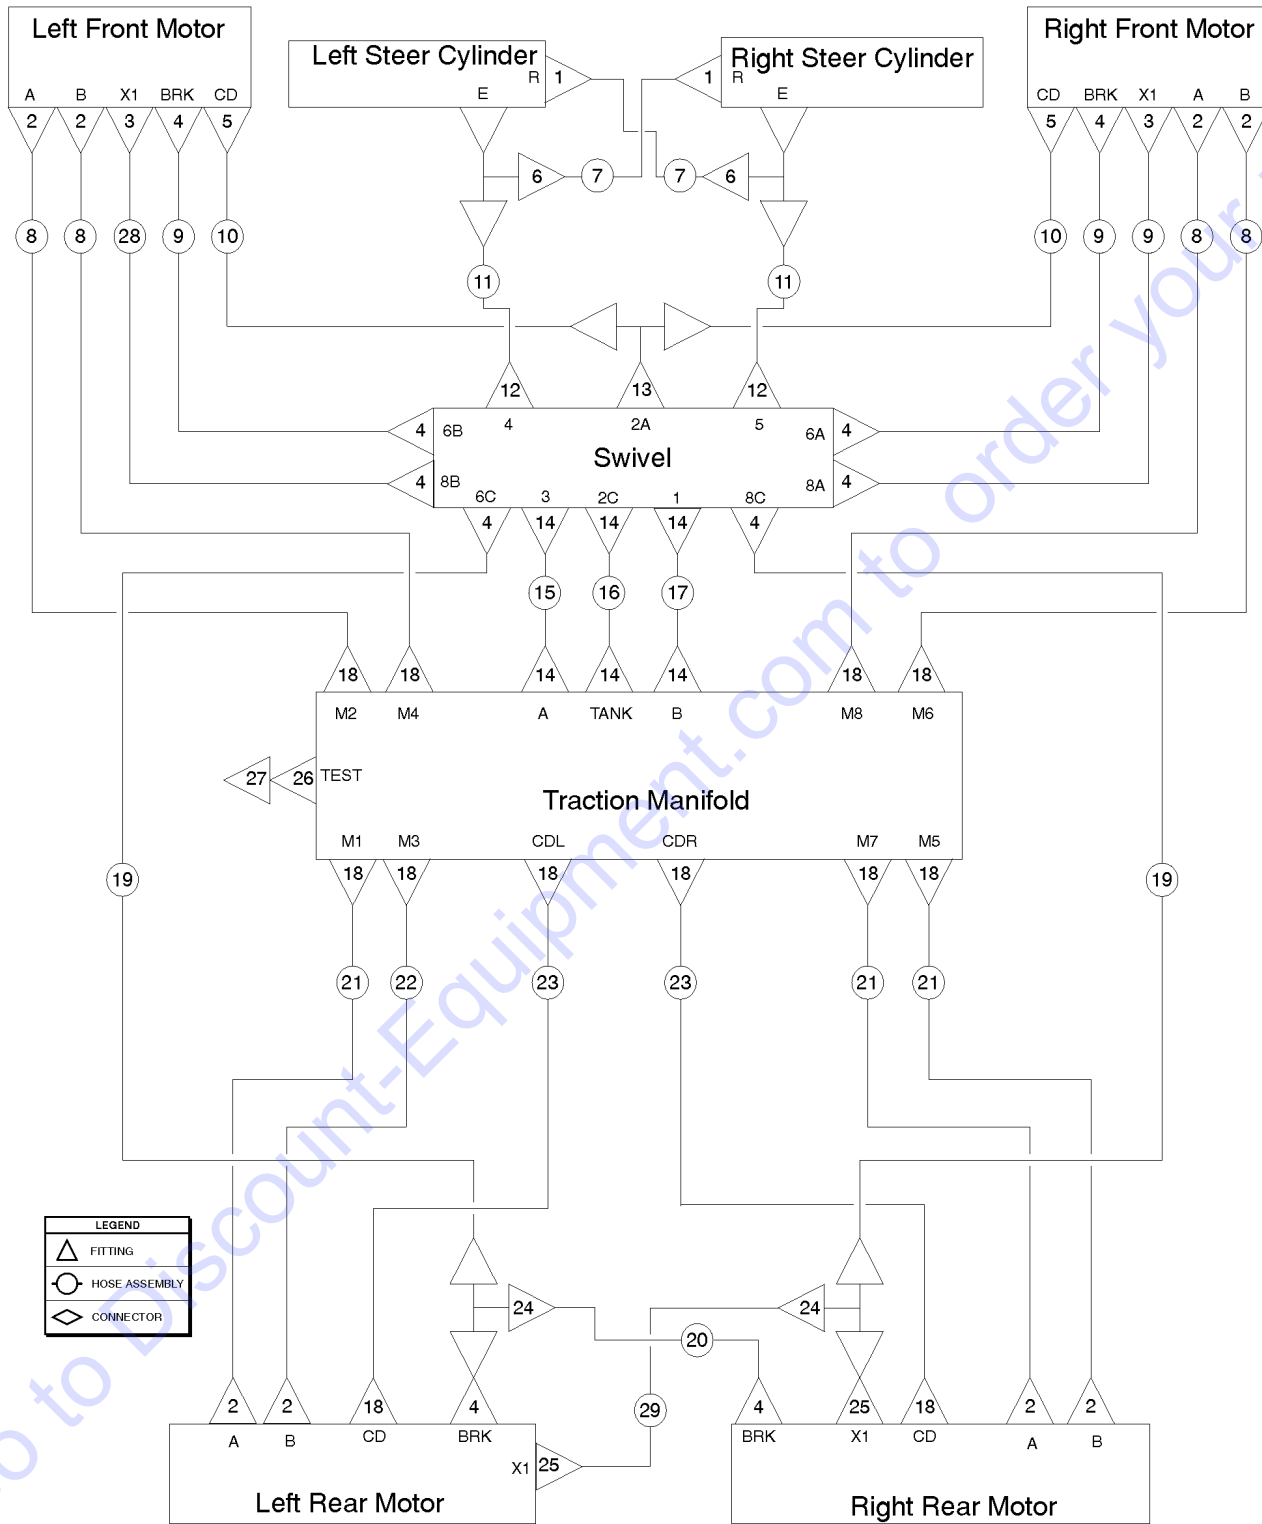 Left Front Motor
Right Front Motor
Left Steer Cylinder
Right Steer Cylinder
R 1
1 R
E
E
A B X1 BRK CD
CD BRK X1 A B
2 2 3 4 5
5 4 3 2 2
6 7 7 6
8 8 28 9 10
10 9 9 8 8
11 11
12 13 12
4 2A 5
4 6B
6A 4
Swivel
4 8B
8A 4
6C 3 2C 1 8C
4 14 14 14 4
15 16 17
18 18 14 14 14 18 18
M2 M4 A TANK B M8 M6
27 26 TEST
Traction Manifold
M1 M3 CDL CDR M7 M5
18 18 18 18 18 18
19 19
21 22 23 23 21 21
LEGEND
FITTING
HOSE ASSEMBLY
CONNECTOR
24 24
20
29
2 2 18 4
4 25 18 2 2
A B CD BRK
BRK X1 CD A B
X1 25
Left Rear Motor
Right Rear Motor
to Discount-Equipment.com to order your